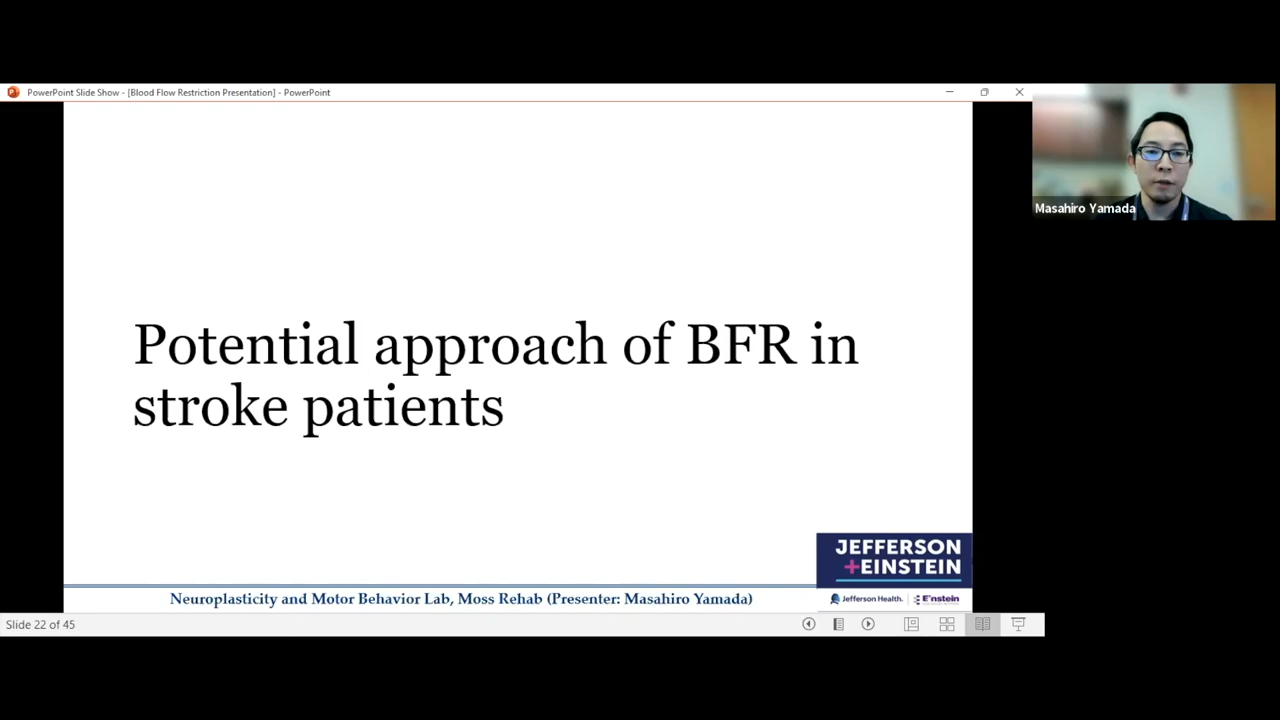 PowerPoint Slide Show - [Blood Flow Restriction Presentation] - PowerPoint
Masahiro Yamada
Potential approach of BFR in
stroke patients
JEFFERSON
+EINSTEIN
Neuroplasticity and Motor Behavior Lab, Moss Rehab (Presenter: Masahiro Yamada)
Jefferson Health. | Einstein
Slide 22 of 45